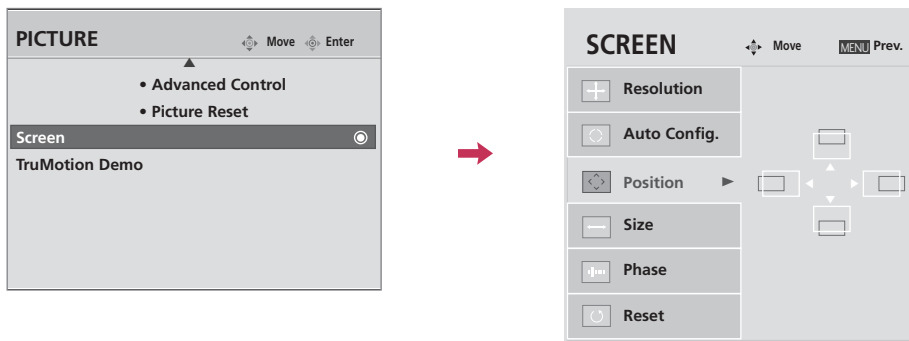 PICTURE
Move Enter
• Advanced Control
• Picture Reset
Screen
TruMotion Demo
SCREEN
Move MENU Prev.
Resolution
Auto Config.
Position
Size
Phase
Reset